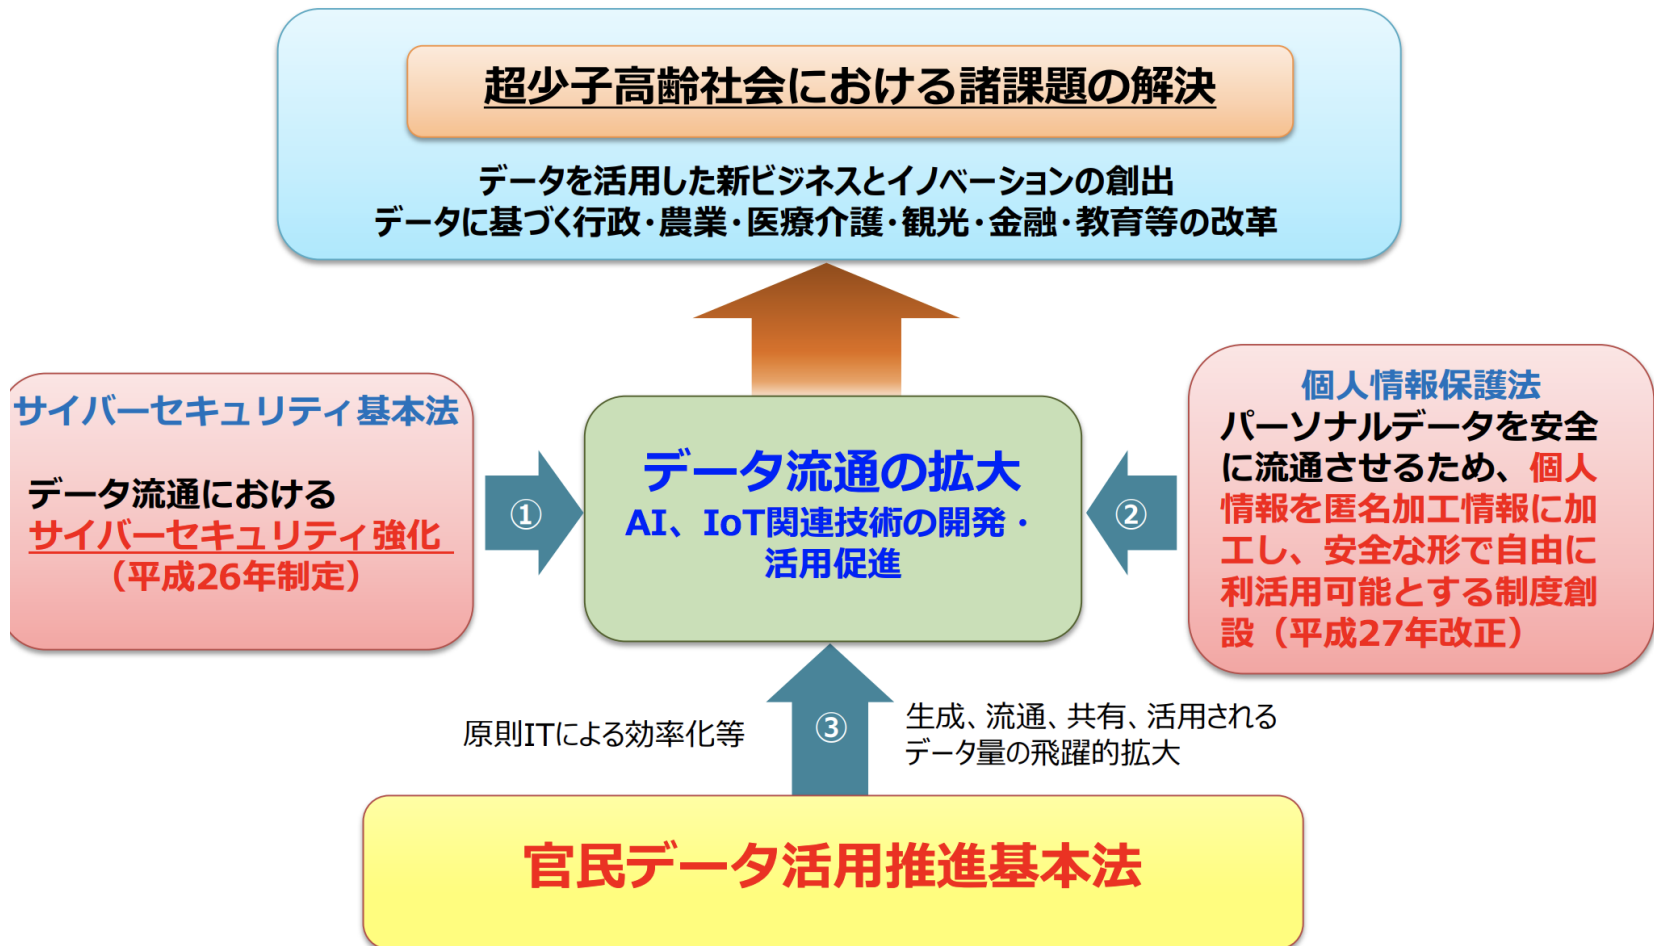 超少子高齢社会における諸課題の解決
データを活用した新ビジネスとイノベーションの創出
データに基づく行政・農業・医療介護・観光・金融・教育等の改革
サイバーセキュリティ基本法
データ流通における
サイバーセキュリティ強化
（平成26年制定）
①
データ流通の拡大
AI、IoT関連技術の開発・
活用促進
②
個人情報保護法
パーソナルデータを安全
に流通させるため、個人
情報を匿名加工情報に加
工し、安全な形で自由に
利活用可能とする制度創
設（平成27年改正）
原則ITによる効率化等
③
生成、流通、共有、活用される
データ量の飛躍的拡大
官民データ活用推進基本法